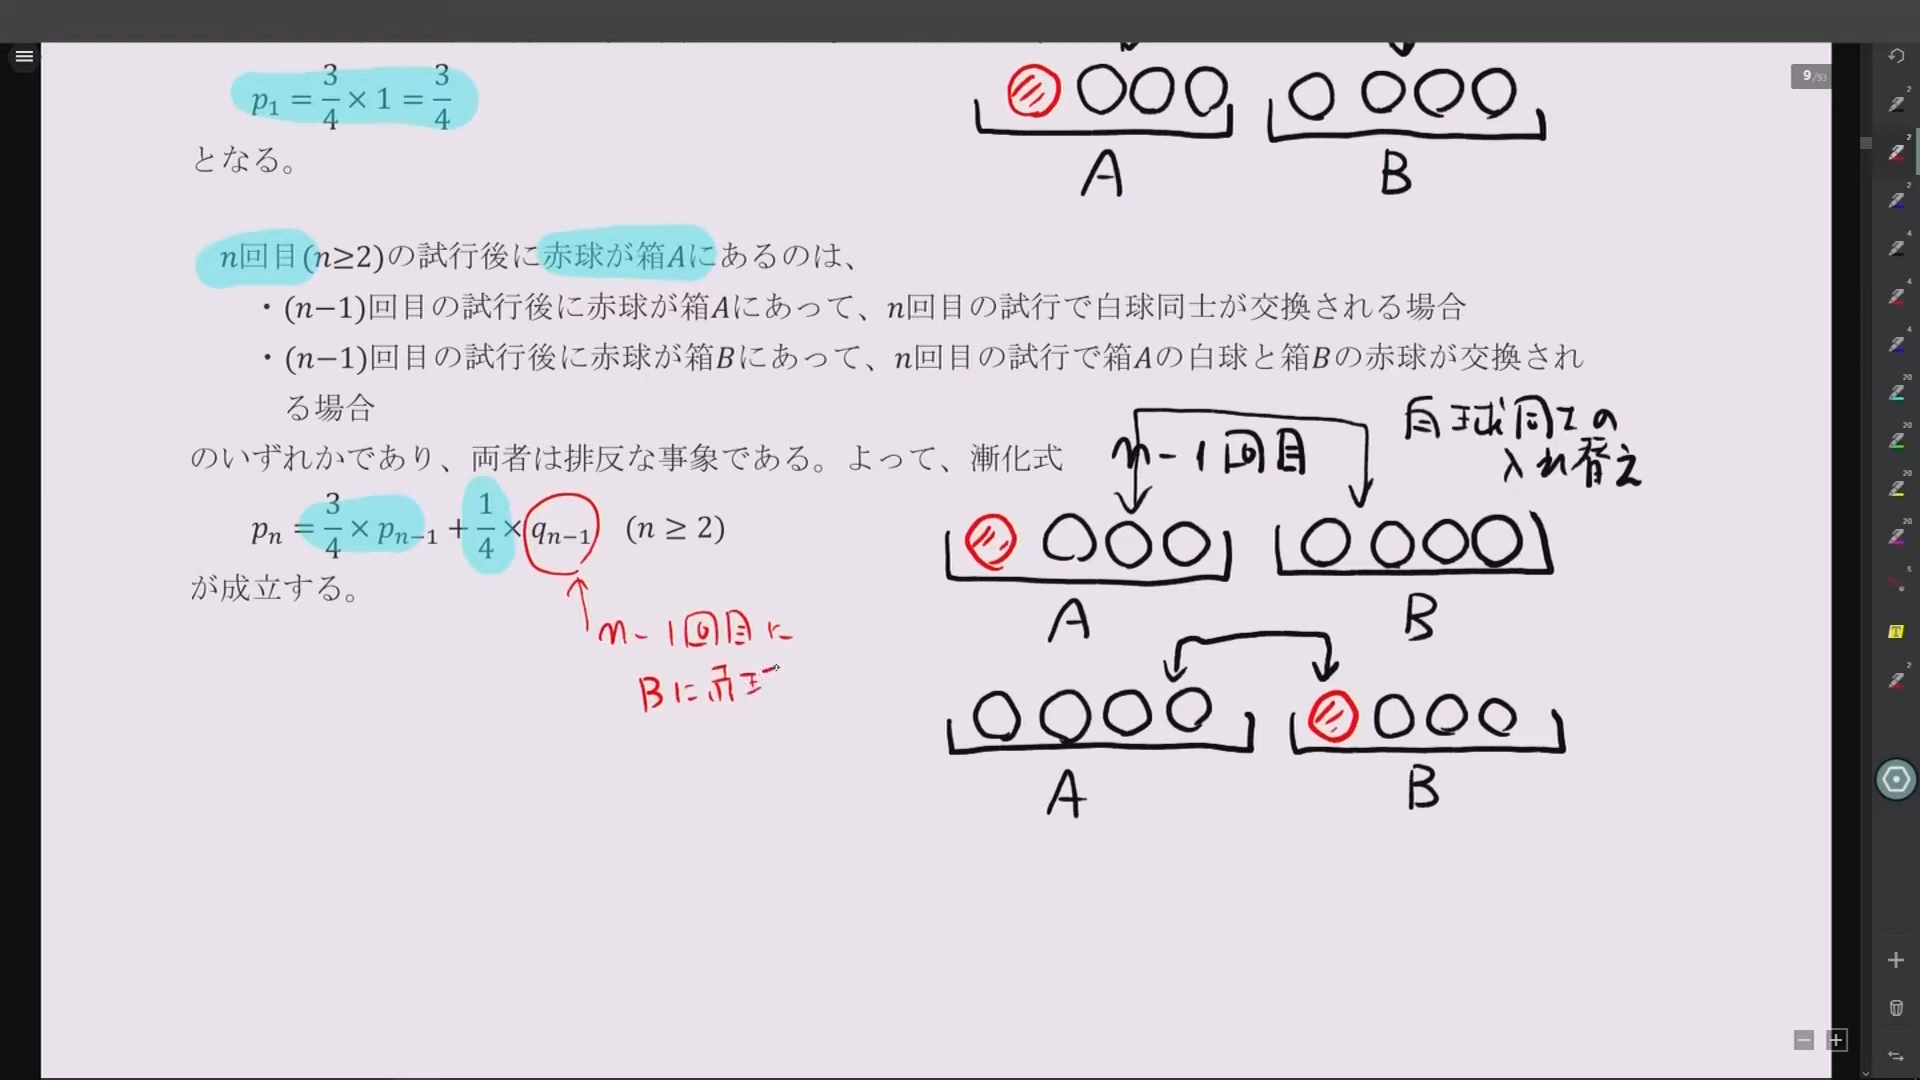 9/93
p₁ = 3/4 × 1 = 3/4
となる。
A B
n回目(n≥2)の試行後に赤球が箱Aにあるのは、
・(n−1)回目の試行後に赤球が箱Aにあって、n回目の試行で白球同士が交換される場合
・(n−1)回目の試行後に赤球が箱Bにあって、n回目の試行で箱Aの白球と箱Bの赤球が交換され
る場合
のいずれかであり、両者は排反な事象である。よって、漸化式
n-1回目
白球同士の
入れ替え
pₙ = 3/4 × pₙ₋₁ + 1/4 × qₙ₋₁ (n ≥ 2)
が成立する。
A B
n-1回目に
Bに
A B